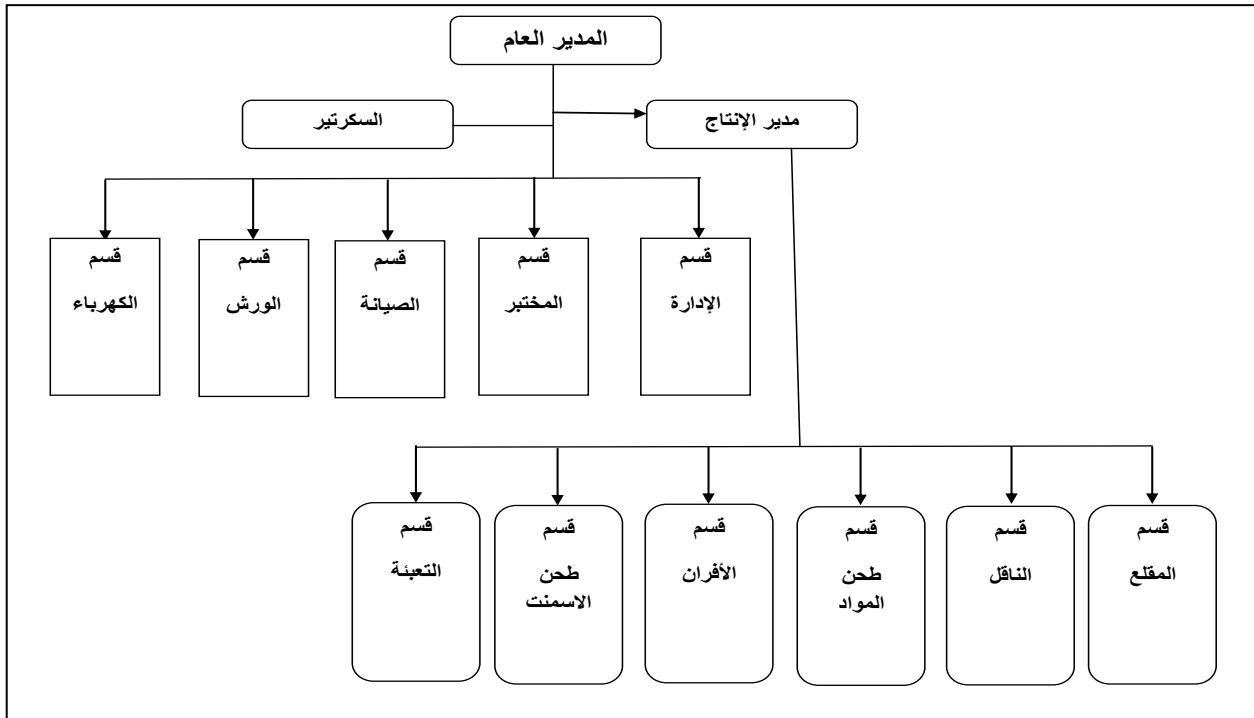 المدير العام
مدير الإنتاج
السكرتير
قسم
الإدارة
قسم
المختبر
قسم
الصيانة
قسم
الورش
قسم
الكهرباء
قسم
المقلع
قسم
الناقل
قسم
طحن
المواد
قسم
الأفران
قسم
طحن
الاسمنت
قسم
التعبئة